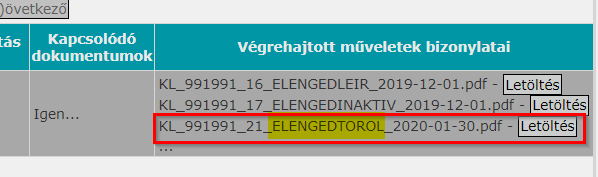 )övetkező
tás
Kapcsolódó
dokumentumok
Végrehajtott műveletek bizonylatai
Igen...
KL_991991_16_ELENGEDLEIR_2019-12-01.pdf - Letöltés
KL_991991_17_ELENGEDINAKTIV_2019-12-01.pdf - Letöltés
KL_991991_21_ELENGEDTOROL_2020-01-30.pdf - Letöltés
...